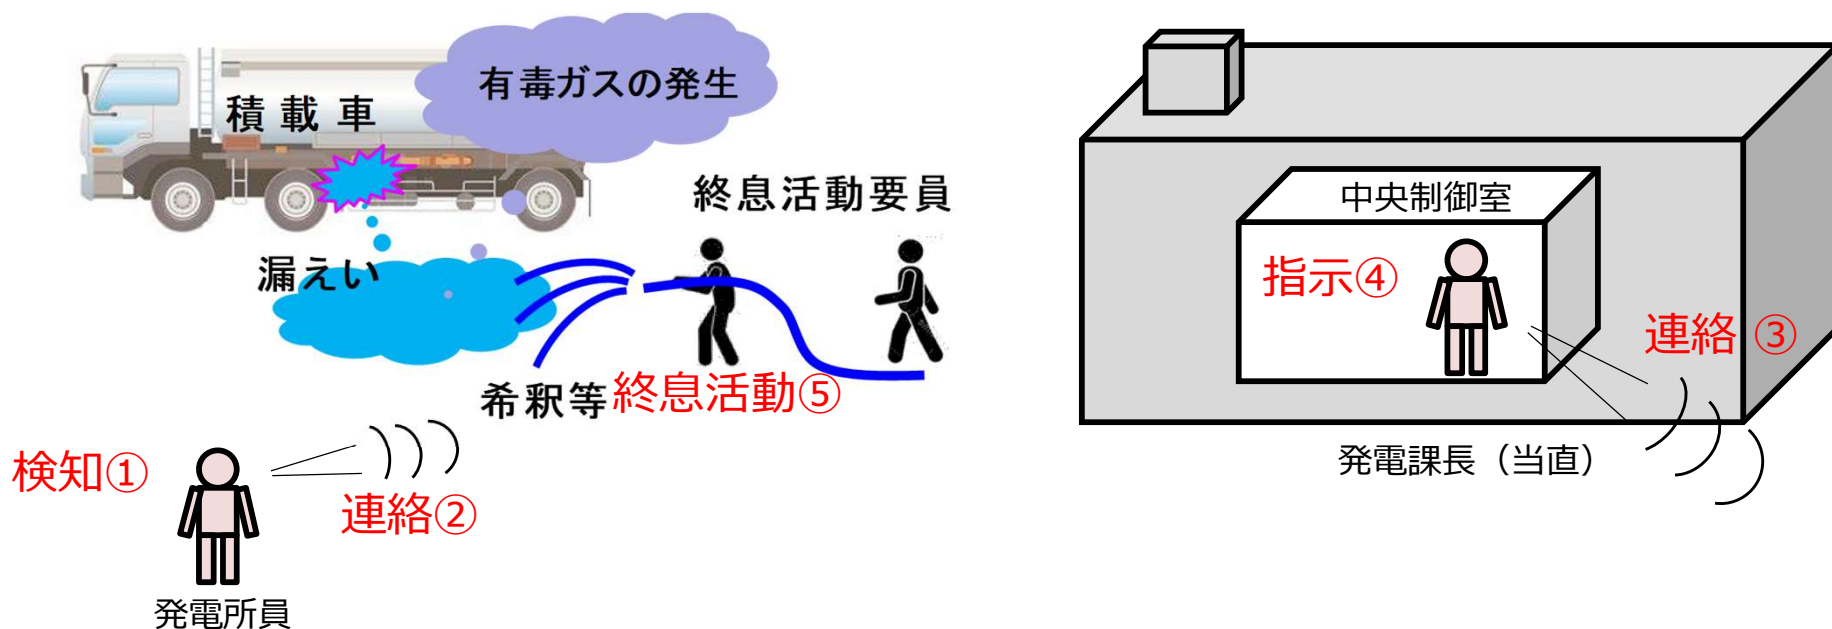 有毒ガスの発生
積載車
終息活動要員
漏えい
希釈等
終息活動⑤
検知①
連絡②
発電所員
中央制御室
指示④
連絡③
発電課長（当直）